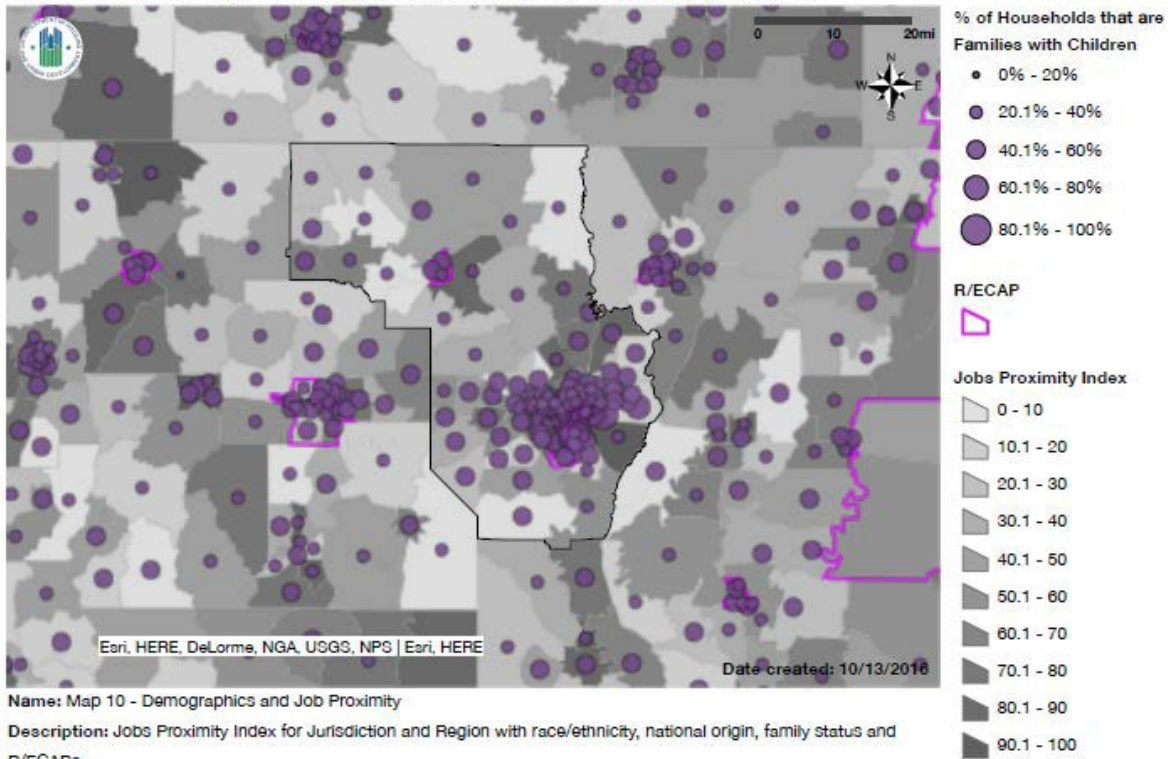 0 10 20mi
N
W E
S
Esri, HERE, DeLorme, NGA, USGS, NPS | Esri, HERE
Date created: 10/13/2016
Name: Map 10 - Demographics and Job Proximity
Description: Jobs Proximity Index for Jurisdiction and Region with race/ethnicity, national origin, family status and
R/ECAPs
% of Households that are
Families with Children
0% - 20%
20.1% - 40%
40.1% - 60%
60.1% - 80%
80.1% - 100%
R/ECAP
Jobs Proximity Index
0 - 10
10.1 - 20
20.1 - 30
30.1 - 40
40.1 - 50
50.1 - 60
60.1 - 70
70.1 - 80
80.1 - 90
90.1 - 100